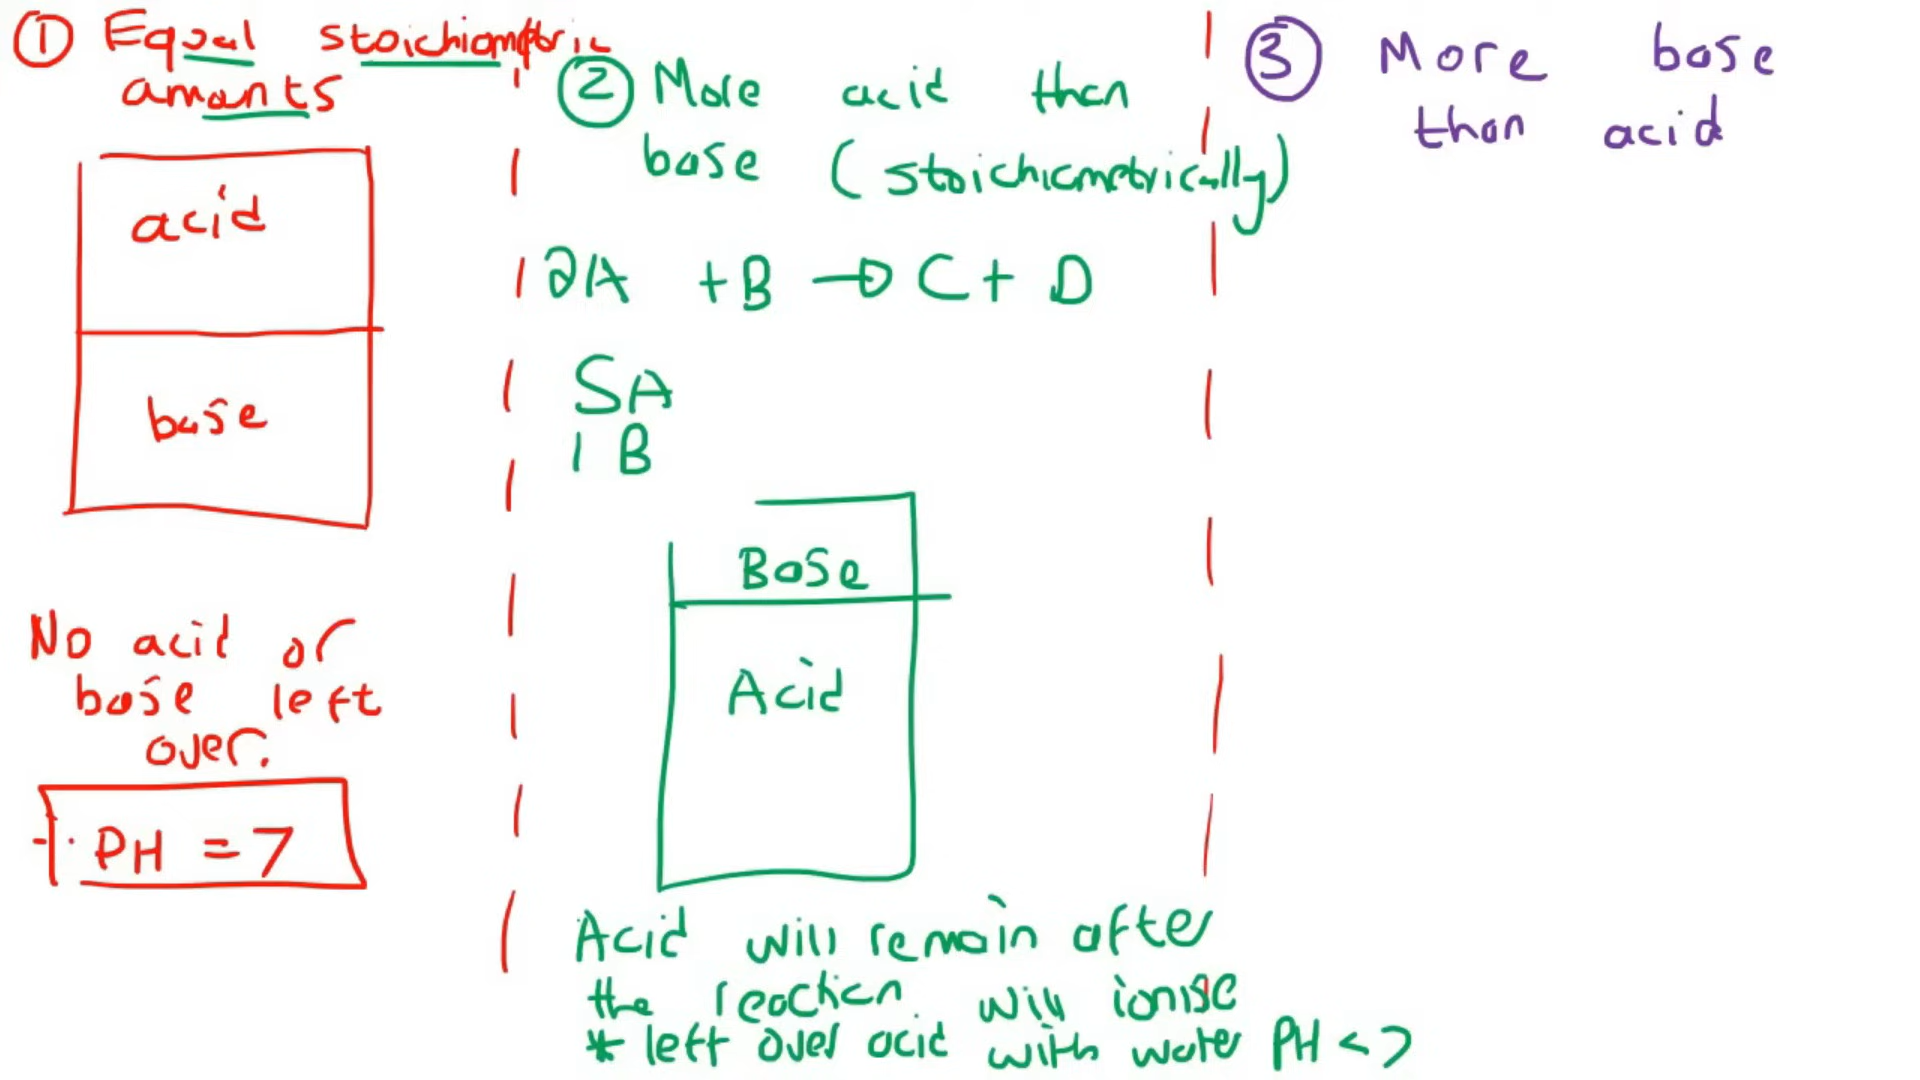 ① Equal stoichiometric
amounts
acid
base
No acid or
base left
over.
∴ PH = 7
② More acid than
base (stoichiometrically)
2A + B → C + D
5A
1 B
Base
Acid
Acid will remain after
the reaction will ionise
* left over acid with water PH < 7
③ More base
than acid